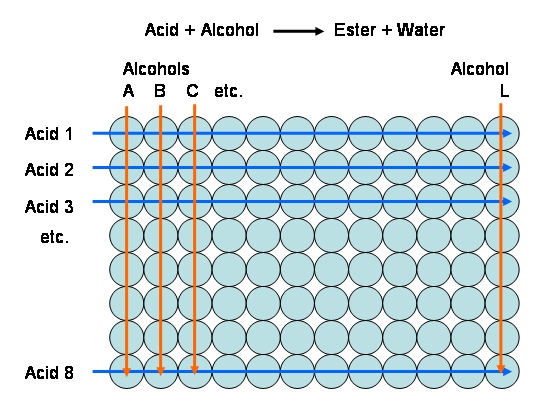 Acid + Alcohol → Ester + Water
Alcohols Alcohol
A B C etc. L
Acid 1
Acid 2
Acid 3
etc.
Acid 8